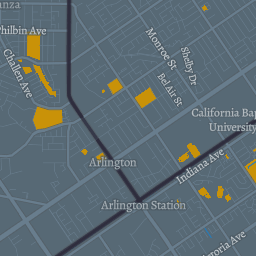 Philbin Ave
Challen Ave
Monroe St
Shelby Dr
Bel Air St
California Bap
University
Arlington
Indiana Ave
Arlington Station